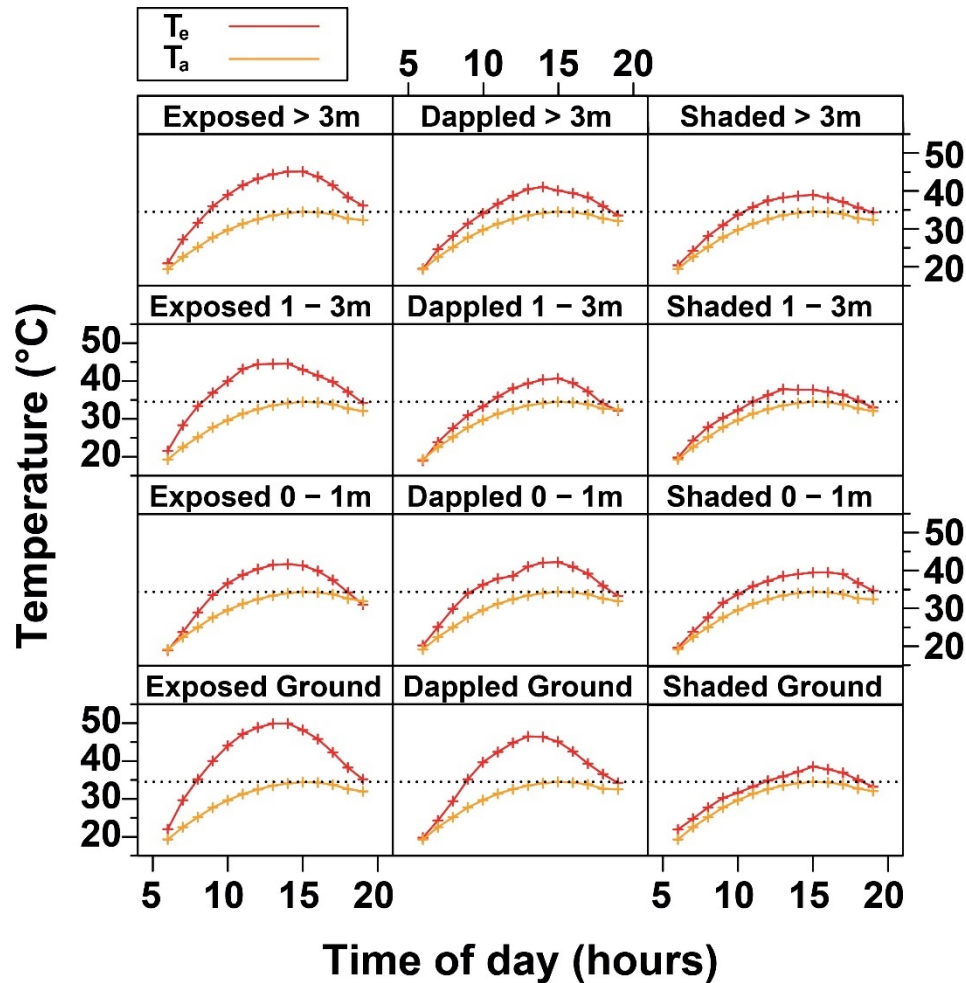 Te
Ta
5 10 15 20
Exposed > 3m Dappled > 3m Shaded > 3m
50
40
30
20
Exposed 1 – 3m Dappled 1 – 3m Shaded 1 – 3m
50
40
30
20
Exposed 0 – 1m Dappled 0 – 1m Shaded 0 – 1m
50
40
30
20
Exposed Ground Dappled Ground Shaded Ground
50
40
30
20
5 10 15 20 5 10 15 20
Temperature (°C)
Time of day (hours)